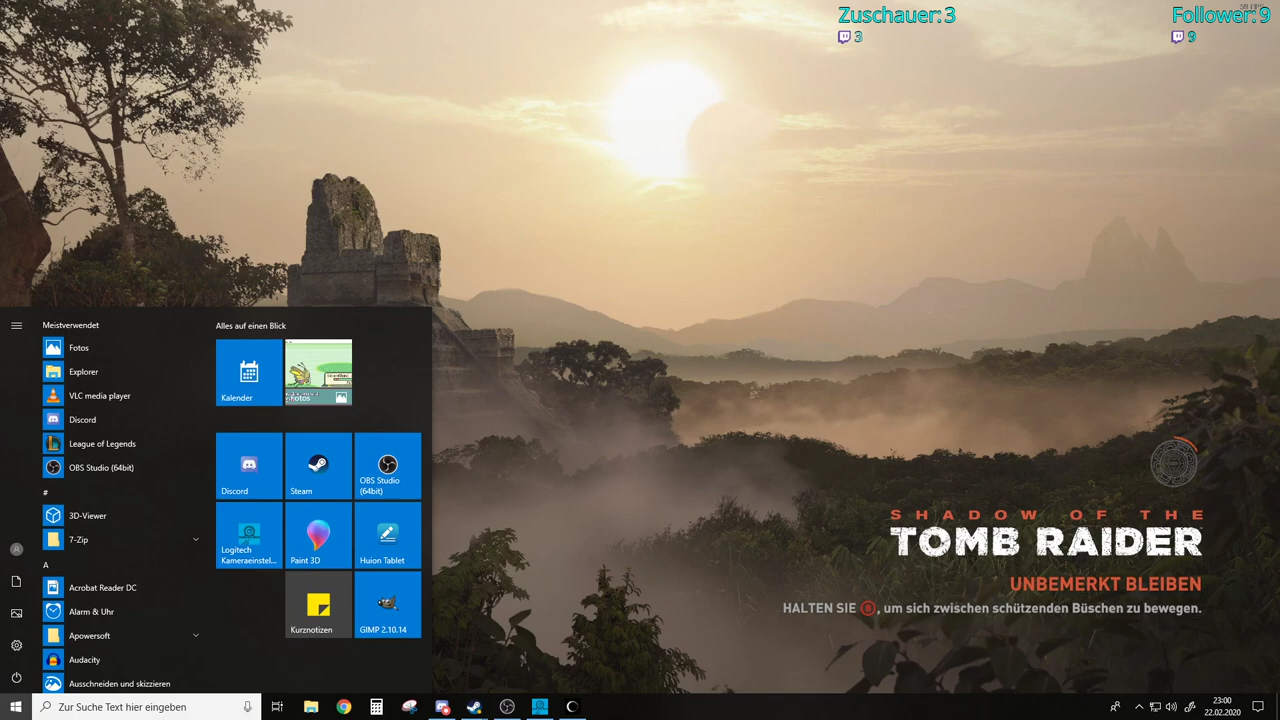 Zuschauer: 3
3
Follower: 9
9
Meistverwendet
Fotos
Explorer
VLC media player
Discord
League of Legends
OBS Studio (64bit)
#
3D-Viewer
7-Zip
A
Acrobat Reader DC
Alarm & Uhr
Apowersoft
Audacity
Ausschneiden und skizzieren
Alles auf einen Blick
Kalender
Fotos
Discord
Steam
OBS Studio
(64bit)
Logitech
Kameraeinstel...
Paint 3D
Huion Tablet
Kurznotizen
GIMP 2.10.14
SHADOW OF THE
TOMB RAIDER
UNBEMERKT BLEIBEN
HALTEN SIE B, um sich zwischen schützenden Büschen zu bewegen.
Zur Suche Text hier eingeben
23:00
22.02.2020